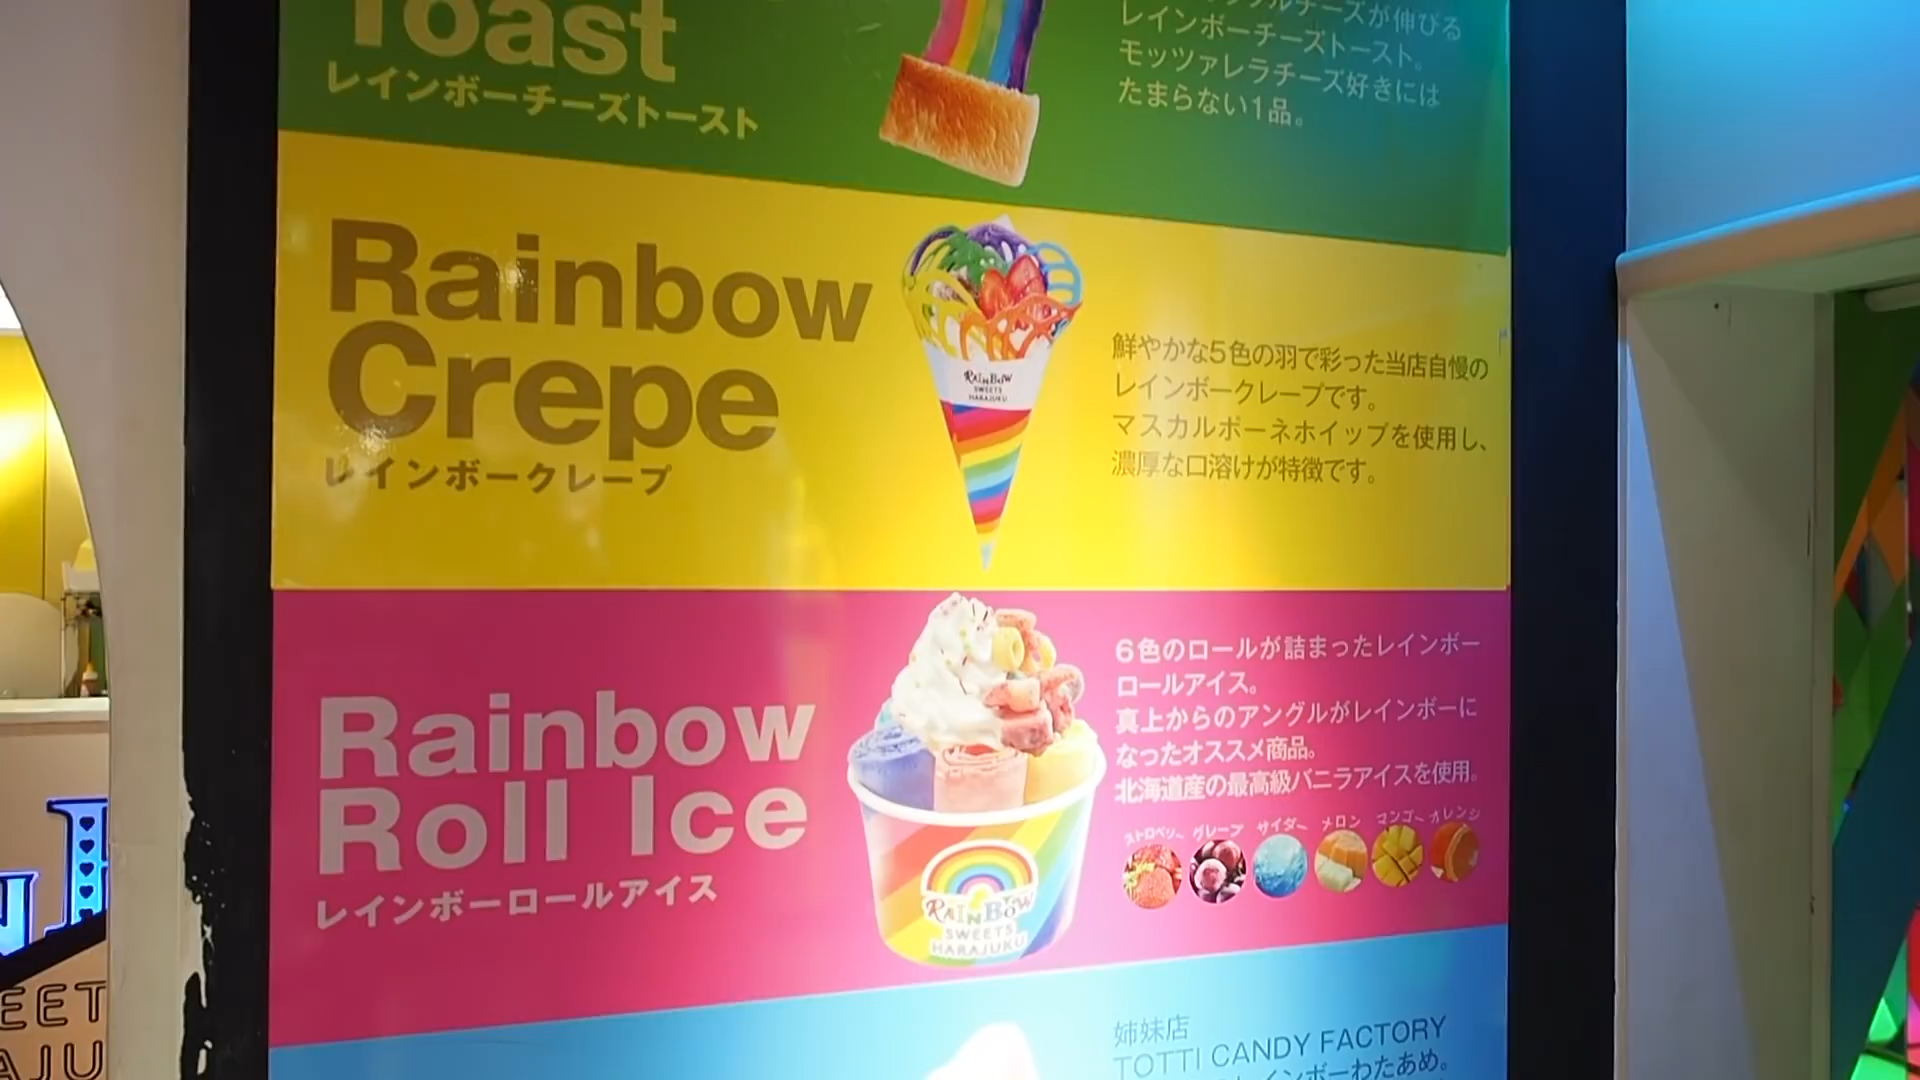 Toast
レインボーチーズトースト
チーズが伸びる
レインボーチーズトースト。
モッツァレラチーズ好きには
たまらない1品。
Rainbow
Crepe
レインボークレープ
RAINBOW
SWEETS
HARAJUKU
鮮やかな5色の羽で彩った当店自慢の
レインボークレープです。
マスカルポーネホイップを使用し、
濃厚な口溶けが特徴です。
Rainbow
Roll Ice
レインボーロールアイス
RAINBOW
SWEETS
HARAJUKU
6色のロールが詰まったレインボー
ロールアイス。
真上からのアングルがレインボーに
なったオススメ商品。
北海道産の最高級バニラアイスを使用。
ストロベリー グレープ サイダー メロン マンゴー オレンジ
姉妹店
TOTTI CANDY FACTORY
レインボーわたあめ。
EET
AJU